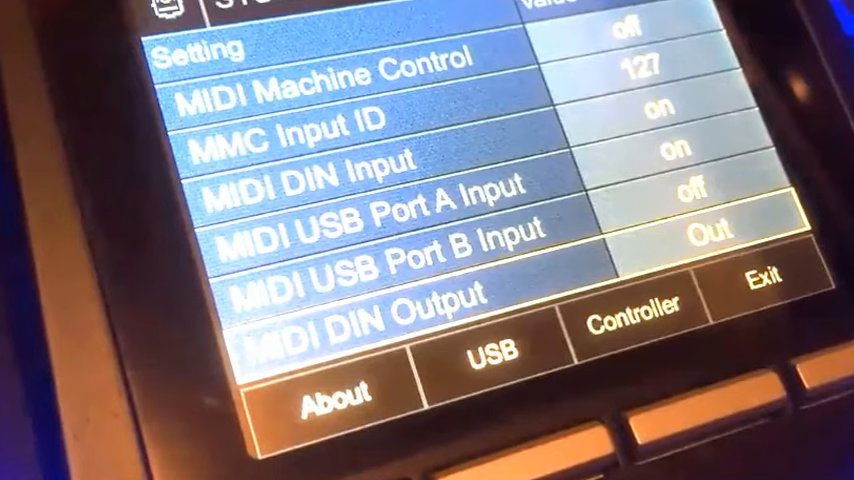 Setting Value
MIDI Machine Control off
MMC Input ID 127
MIDI DIN Input on
MIDI USB Port A Input on
MIDI USB Port B Input off
MIDI DIN Output Out
About USB Controller Exit